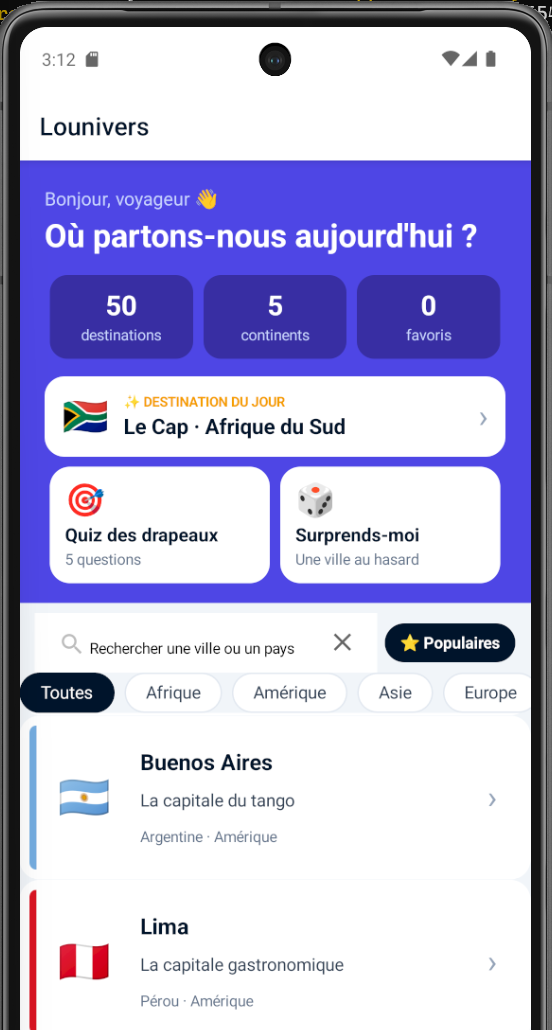 3:12
Lounivers
Bonjour, voyageur 👋
Où partons-nous aujourd'hui ?
50
destinations
5
continents
0
favoris
✨ DESTINATION DU JOUR
Le Cap · Afrique du Sud
Quiz des drapeaux
5 questions
Surprends-moi
Une ville au hasard
Rechercher une ville ou un pays
⭐ Populaires
Toutes
Afrique
Amérique
Asie
Europe
Buenos Aires
La capitale du tango
Argentine · Amérique
Lima
La capitale gastronomique
Pérou · Amérique